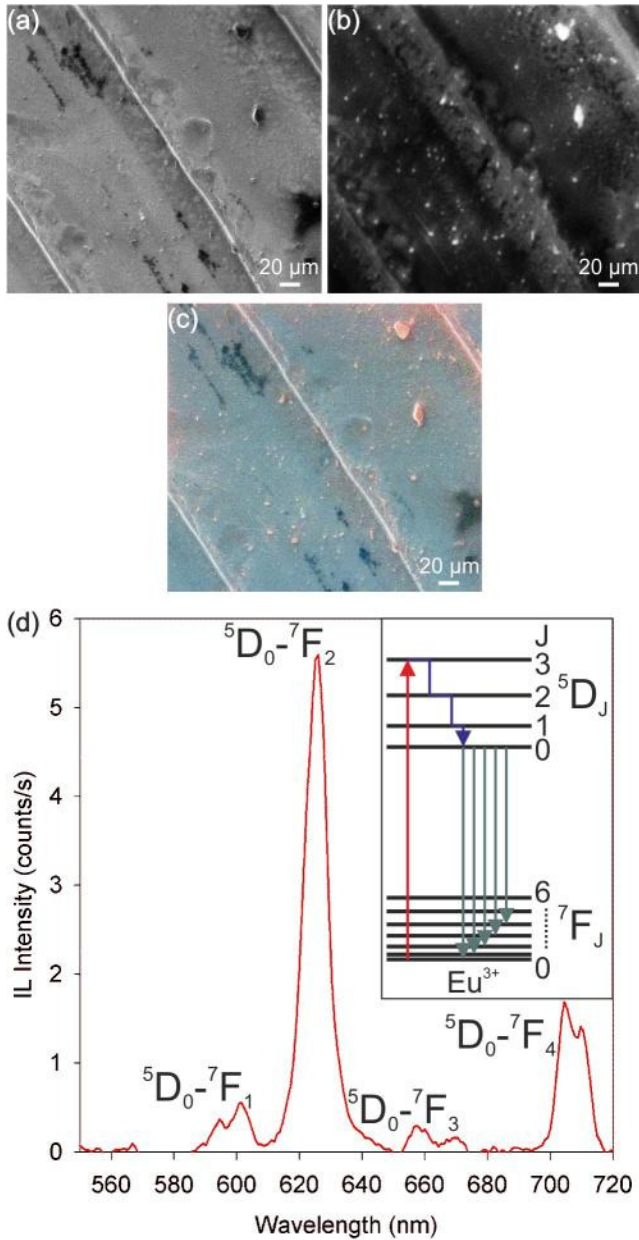 (a)
20 µm
(b)
20 µm
(c)
20 µm
(d)
6
5
4
3
2
1
0
IL Intensity (counts/s)
⁵D₀-⁷F₂
⁵D₀-⁷F₁
⁵D₀-⁷F₃
⁵D₀-⁷F₄
J
3
2
1
0
⁵D_J
6
0
⁷F_J
Eu³⁺
560 580 600 620 640 660 680 700 720
Wavelength (nm)